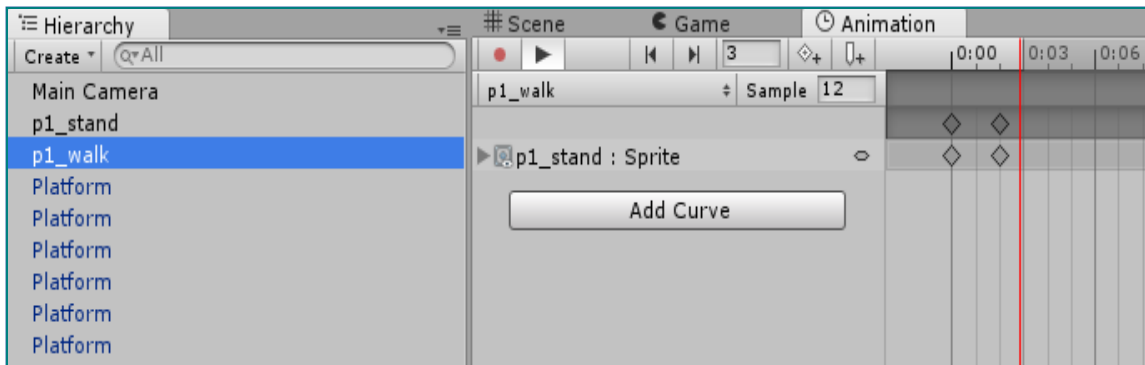 Hierarchy
Create All
Main Camera
p1_stand
p1_walk
Platform
Platform
Platform
Platform
Platform
Platform
Scene Game Animation
3 0:00 0:03 0:06
p1_walk Sample 12
p1_stand : Sprite
Add Curve